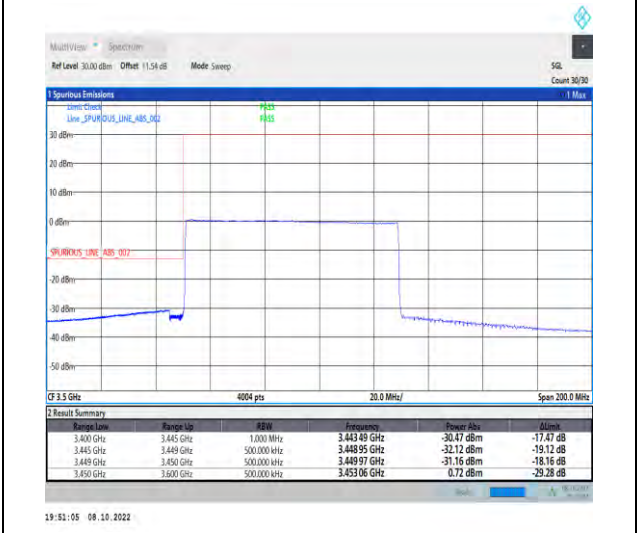 MultiView Spectrum
Ref Level 30.00 dBm Offset 11.54 dB Mode Sweep SGL
Count 30/30
1 Spurious Emissions 1 Max
Limit Check PASS
Line _SPURIOUS_LINE_ABS_002 PASS
30 dBm
20 dBm
10 dBm
0 dBm
SPURIOUS_LINE_ABS_002
-20 dBm
-30 dBm
-40 dBm
-50 dBm
CF 3.5 GHz 4004 pts 20.0 MHz/ Span 200.0 MHz
2 Result Summary
Range Low Range Up RBW Frequency Power Abs ΔLimit
3.400 GHz 3.445 GHz 1.000 MHz 3.443 49 GHz -30.47 dBm -17.47 dB
3.445 GHz 3.449 GHz 500.000 kHz 3.448 95 GHz -32.12 dBm -19.12 dB
3.449 GHz 3.450 GHz 500.000 kHz 3.449 97 GHz -31.16 dBm -18.16 dB
3.450 GHz 3.600 GHz 500.000 kHz 3.453 06 GHz 0.72 dBm -29.28 dB
19:51:05 08.10.2022